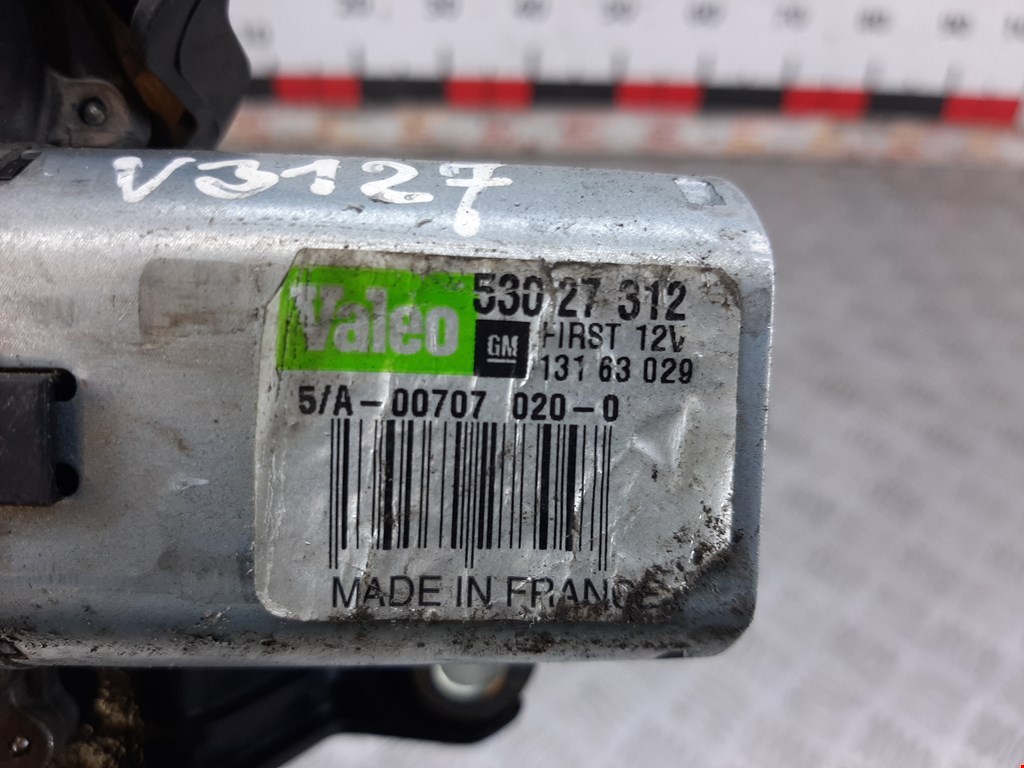 V3127
Valeo 530 27 312
GM FIRST 12V
131 63 029
5/A-00707 020-0
MADE IN FRANCE